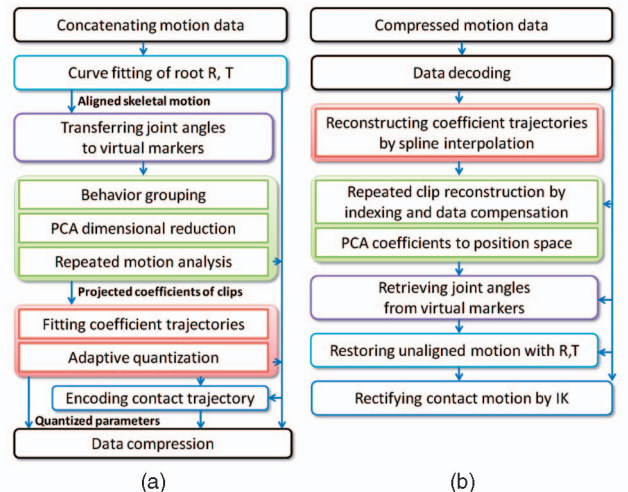 Concatenating motion data
Curve fitting of root R, T
Aligned skeletal motion
Transferring joint angles
to virtual markers
Behavior grouping
PCA dimensional reduction
Repeated motion analysis
Projected coefficients of clips
Fitting coefficient trajectories
Adaptive quantization
Encoding contact trajectory
Quantized parameters
Data compression
(a)
Compressed motion data
Data decoding
Reconstructing coefficient trajectories
by spline interpolation
Repeated clip reconstruction by
indexing and data compensation
PCA coefficients to position space
Retrieving joint angles
from virtual markers
Restoring unaligned motion with R,T
Rectifying contact motion by IK
(b)